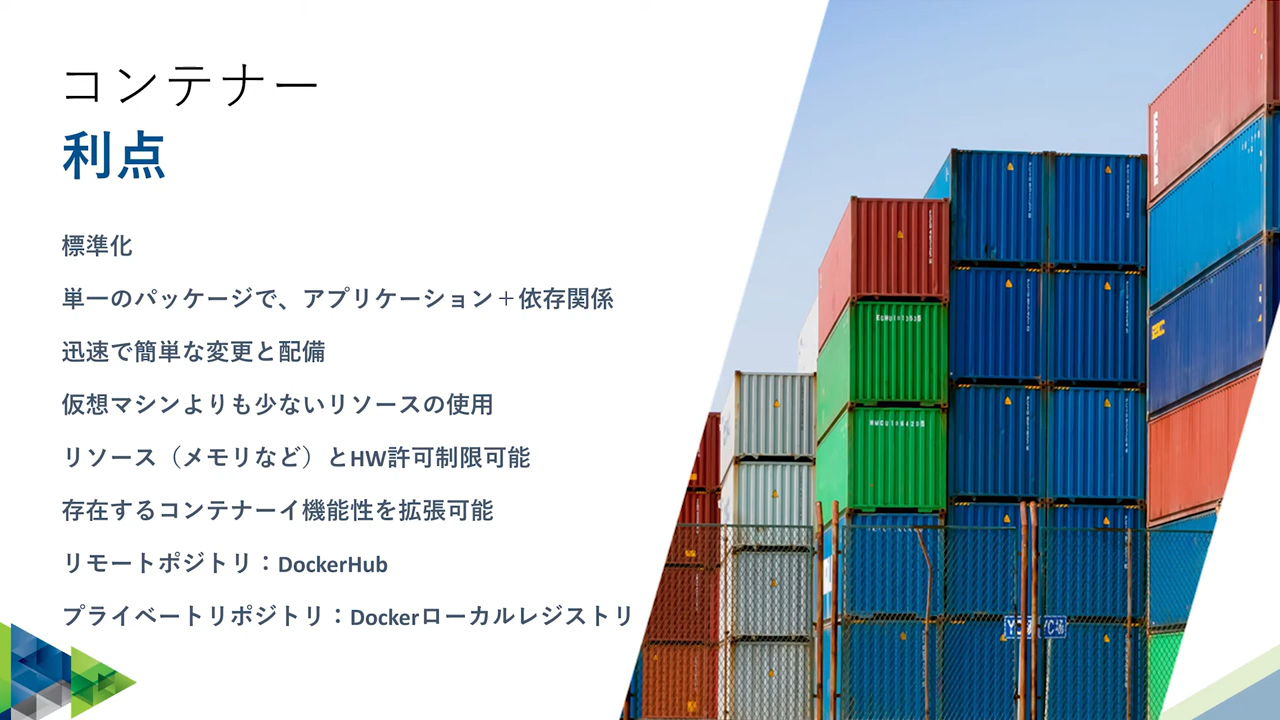 コンテナー
利点
標準化
単一のパッケージで、アプリケーション＋依存関係
迅速で簡単な変更と配備
仮想マシンよりも少ないリソースの使用
リソース（メモリなど）とHW許可制限可能
存在するコンテナーイ機能性を拡張可能
リモートポジトリ：DockerHub
プライベートリポジトリ：Dockerローカルレジストリ